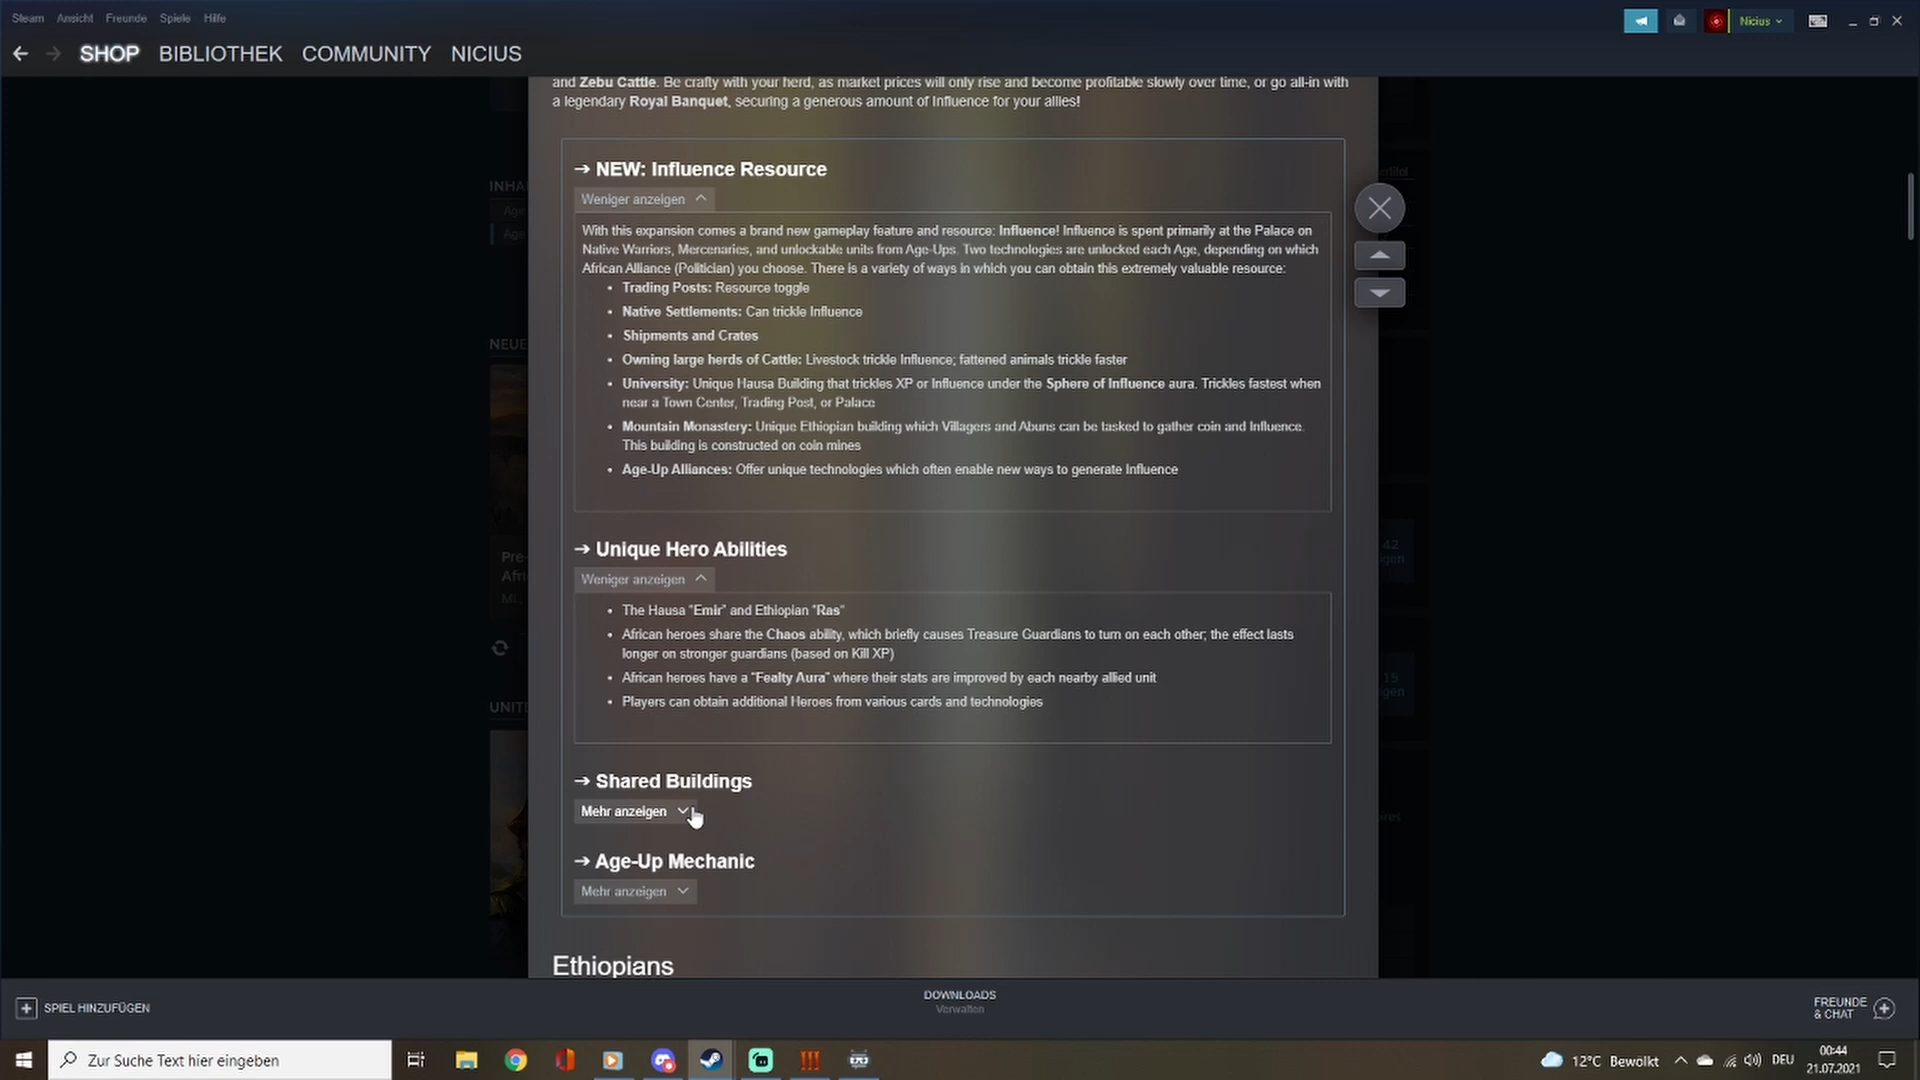 Steam Ansicht Freunde Spiele Hilfe
Nicius
SHOP BIBLIOTHEK COMMUNITY NICIUS
and Zebu Cattle. Be crafty with your herd, as market prices will only rise and become profitable slowly over time, or go all-in with
a legendary Royal Banquet, securing a generous amount of Influence for your allies!
→ NEW: Influence Resource
Weniger anzeigen
With this expansion comes a brand new gameplay feature and resource: Influence! Influence is spent primarily at the Palace on
Native Warriors, Mercenaries, and unlockable units from Age-Ups. Two technologies are unlocked each Age, depending on which
African Alliance (Politician) you choose. There is a variety of ways in which you can obtain this extremely valuable resource:
• Trading Posts: Resource toggle
• Native Settlements: Can trickle Influence
• Shipments and Crates
• Owning large herds of Cattle: Livestock trickle Influence; fattened animals trickle faster
• University: Unique Hausa Building that trickles XP or Influence under the Sphere of Influence aura. Trickles fastest when
near a Town Center, Trading Post, or Palace
• Mountain Monastery: Unique Ethiopian building which Villagers and Abuns can be tasked to gather coin and Influence.
This building is constructed on coin mines
• Age-Up Alliances: Offer unique technologies which often enable new ways to generate Influence
→ Unique Hero Abilities
Weniger anzeigen
• The Hausa "Emir" and Ethiopian "Ras"
• African heroes share the Chaos ability, which briefly causes Treasure Guardians to turn on each other; the effect lasts
longer on stronger guardians (based on Kill XP)
• African heroes have a "Fealty Aura" where their stats are improved by each nearby allied unit
• Players can obtain additional Heroes from various cards and technologies
→ Shared Buildings
Mehr anzeigen
→ Age-Up Mechanic
Mehr anzeigen
Ethiopians
INHA
Age
Age
NEUE
Pre-
Afri
UNITE
42
gen
15
gen
SPIEL HINZUFÜGEN
DOWNLOADS
Verwalten
FREUNDE
& CHAT
Zur Suche Text hier eingeben
12°C Bewölkt
DEU
00:44
21.07.2021